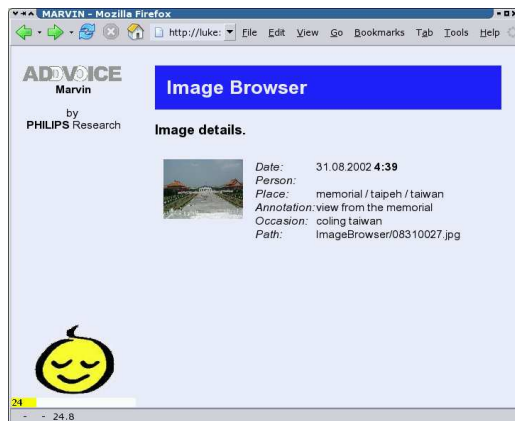 MARVIN - Mozilla Firefox
http://luke: File Edit View Go Bookmarks Tab Tools Help
ADDVOICE
Marvin
by
PHILIPS Research
Image Browser
Image details.
Date: 31.08.2002 4:39
Person:
Place: memorial / taipeh / taiwan
Annotation: view from the memorial
Occasion: coling taiwan
Path: ImageBrowser/08310027.jpg
24
- - 24.8